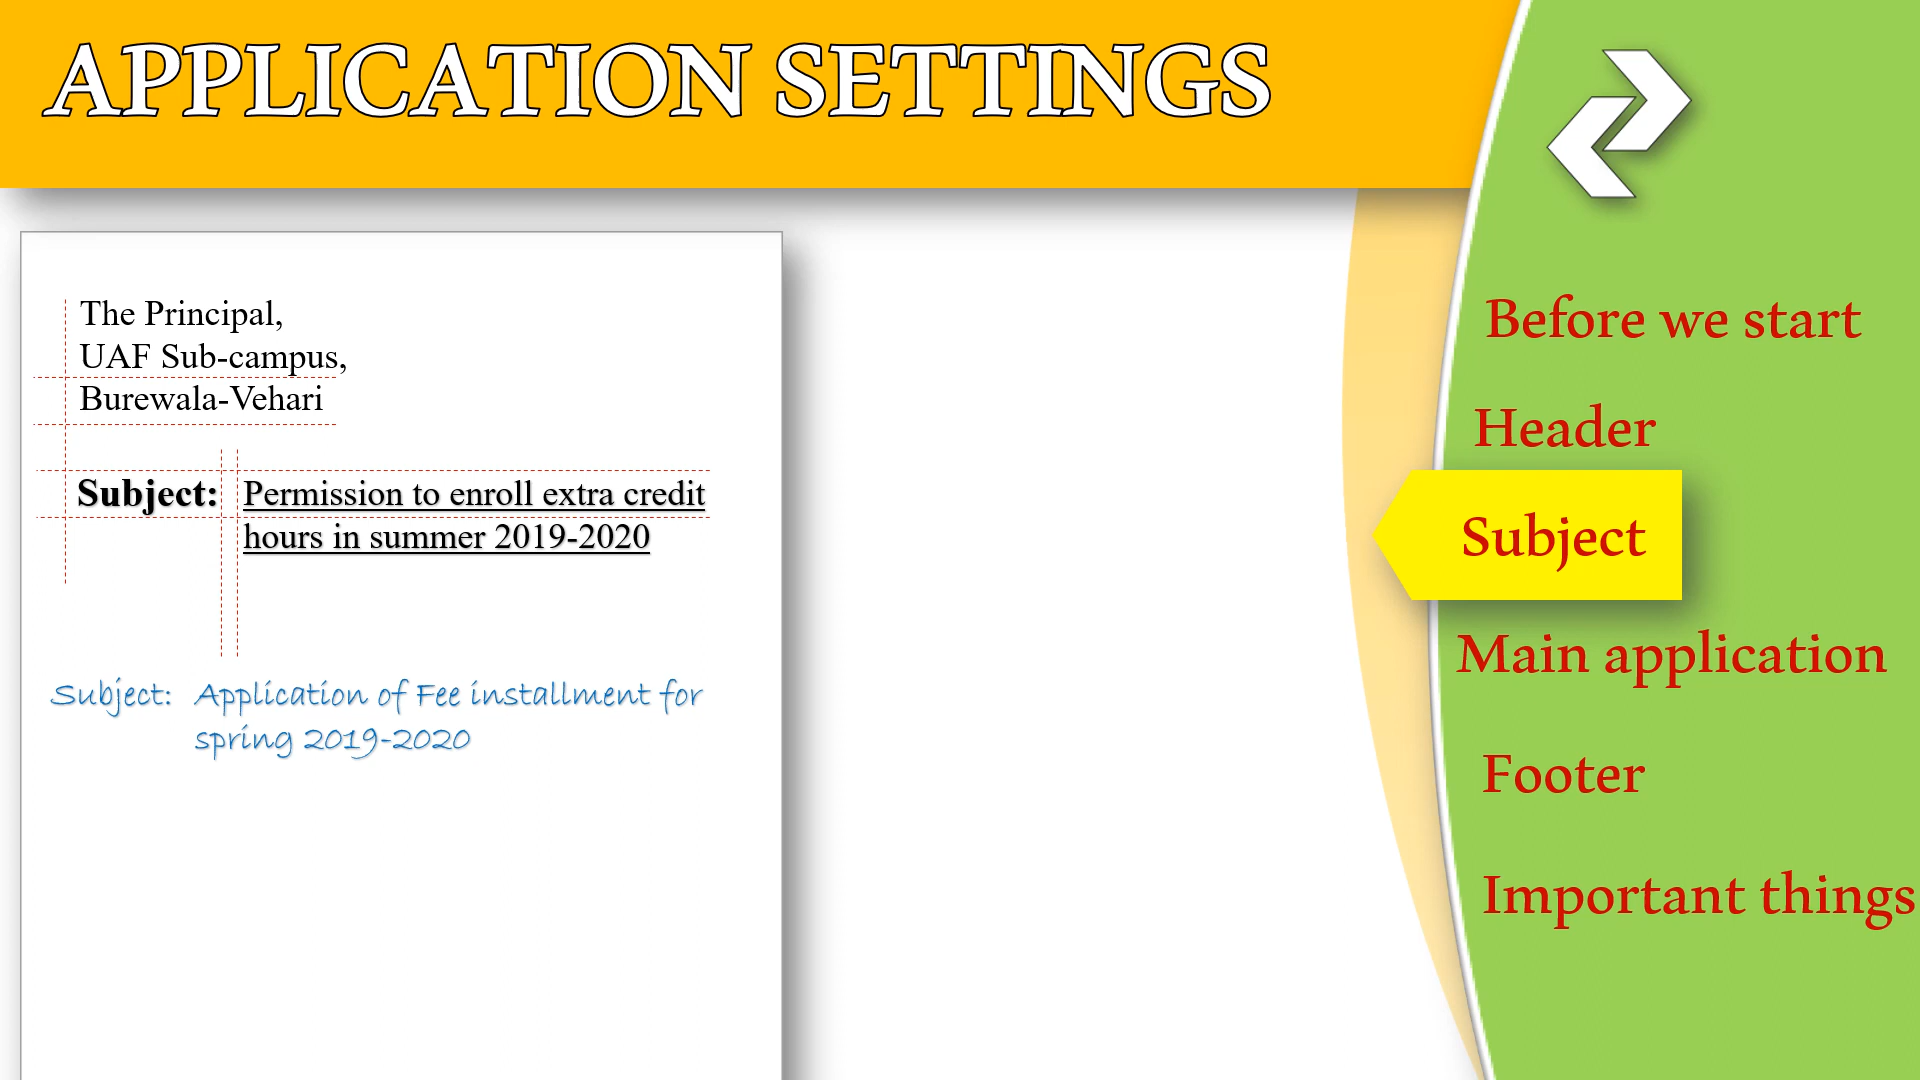 APPLICATION SETTINGS
The Principal,
UAF Sub-campus,
Burewala-Vehari
Subject: Permission to enroll extra credit
hours in summer 2019-2020
Subject: Application of Fee installment for
spring 2019-2020
Before we start
Header
Subject
Main application
Footer
Important things